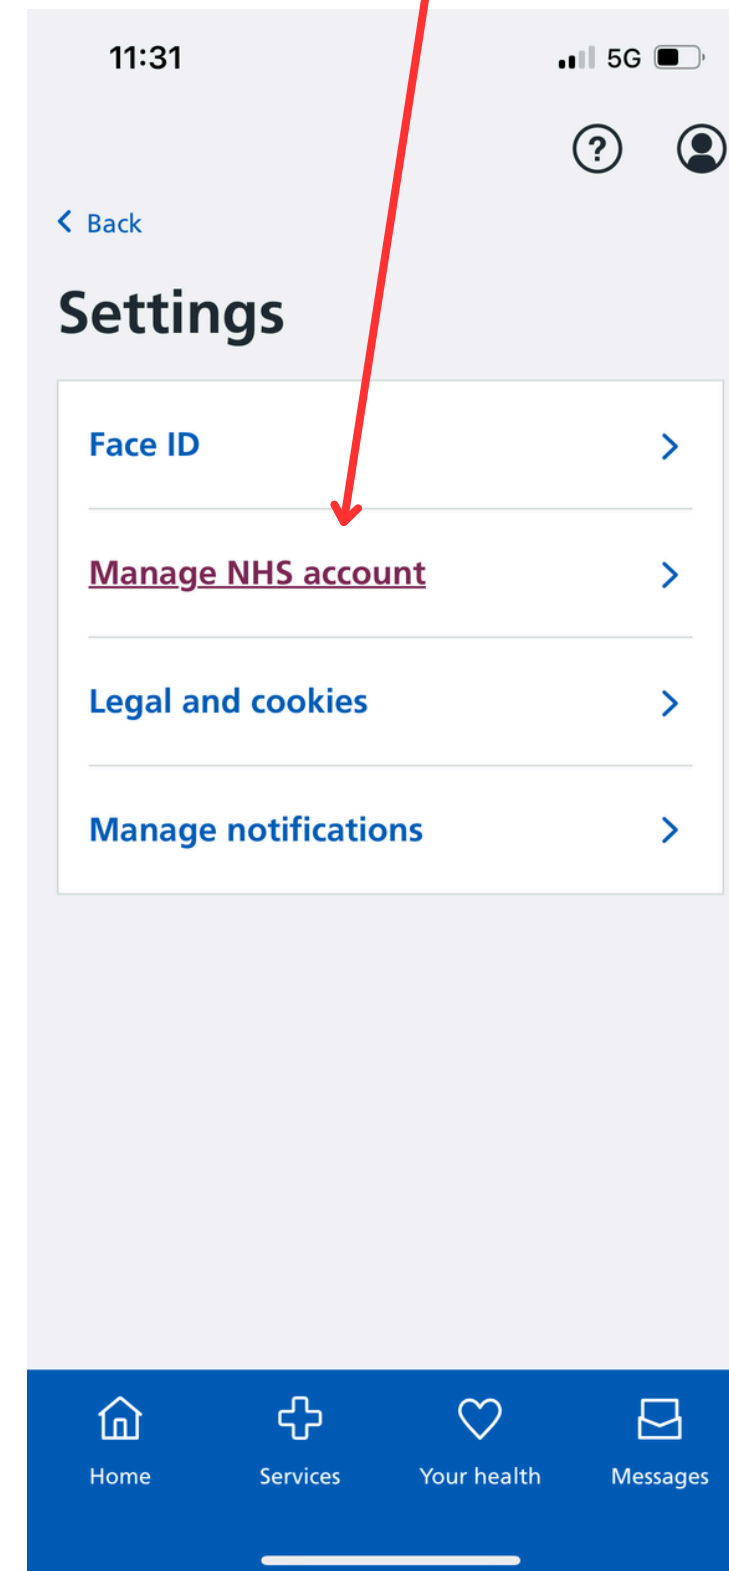 11:31 5G
?
Back
Settings
Face ID
Manage NHS account
Legal and cookies
Manage notifications
Home Services Your health Messages